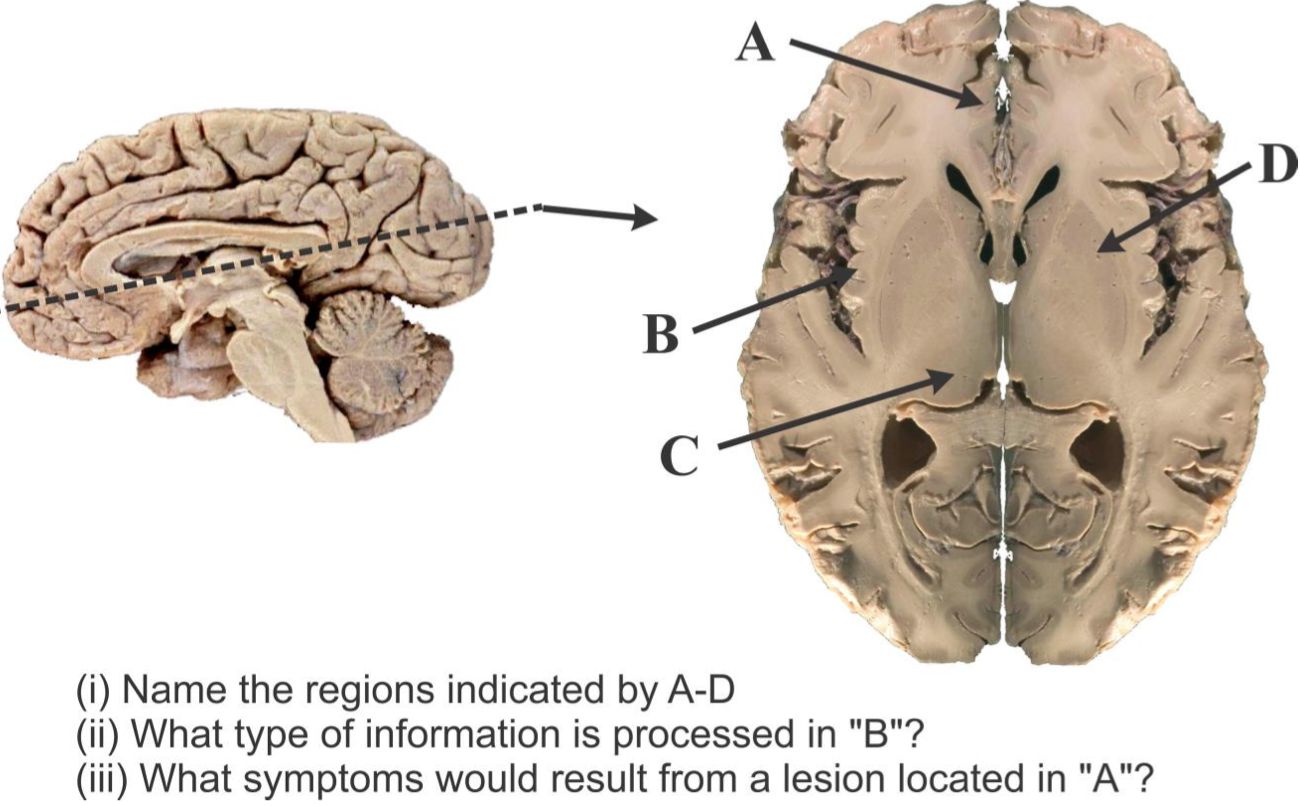 A
D
B
C
(i) Name the regions indicated by A-D
(ii) What type of information is processed in "B"?
(iii) What symptoms would result from a lesion located in "A"?